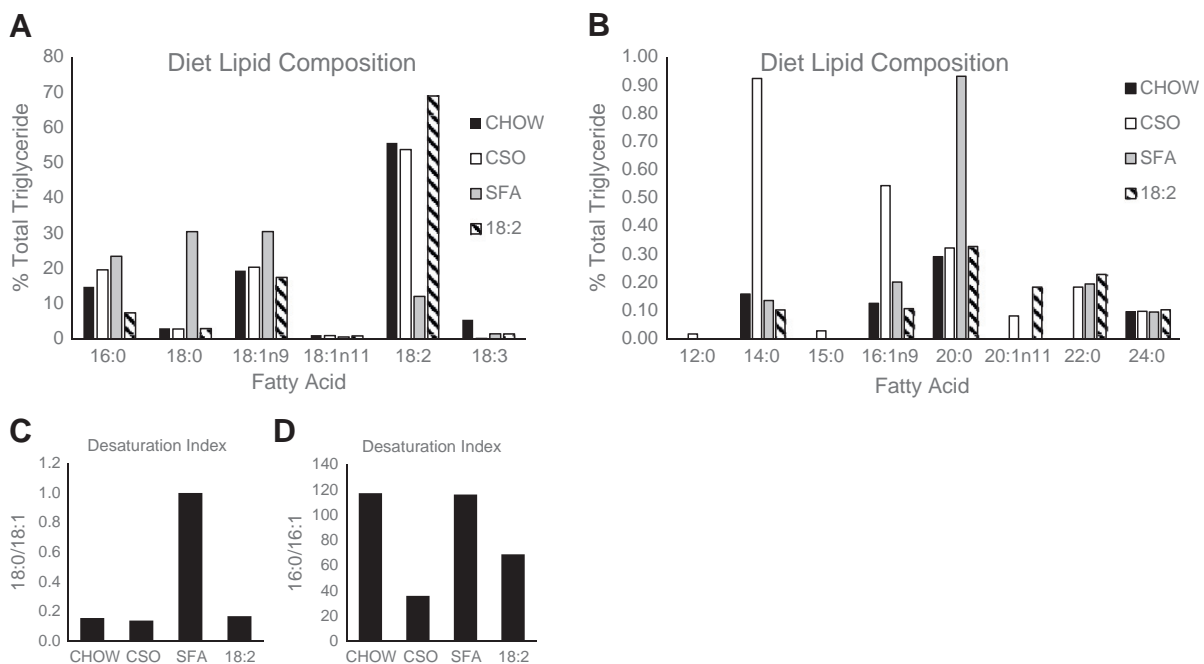 A
Diet Lipid Composition
% Total Triglyceride
80
70
60
50
40
30
20
10
0
16:0 18:0 18:1n9 18:1n11 18:2 18:3
Fatty Acid
CHOW
CSO
SFA
18:2
B
Diet Lipid Composition
% Total Triglyceride
1.00
0.90
0.80
0.70
0.60
0.50
0.40
0.30
0.20
0.10
0.00
12:0 14:0 15:0 16:1n9 20:0 20:1n11 22:0 24:0
Fatty Acid
CHOW
CSO
SFA
18:2
C
Desaturation Index
18:0/18:1
1.2
1.0
0.8
0.6
0.4
0.2
0.0
CHOW CSO SFA 18:2
D
Desaturation Index
16:0/16:1
140
120
100
80
60
40
20
0
CHOW CSO SFA 18:2